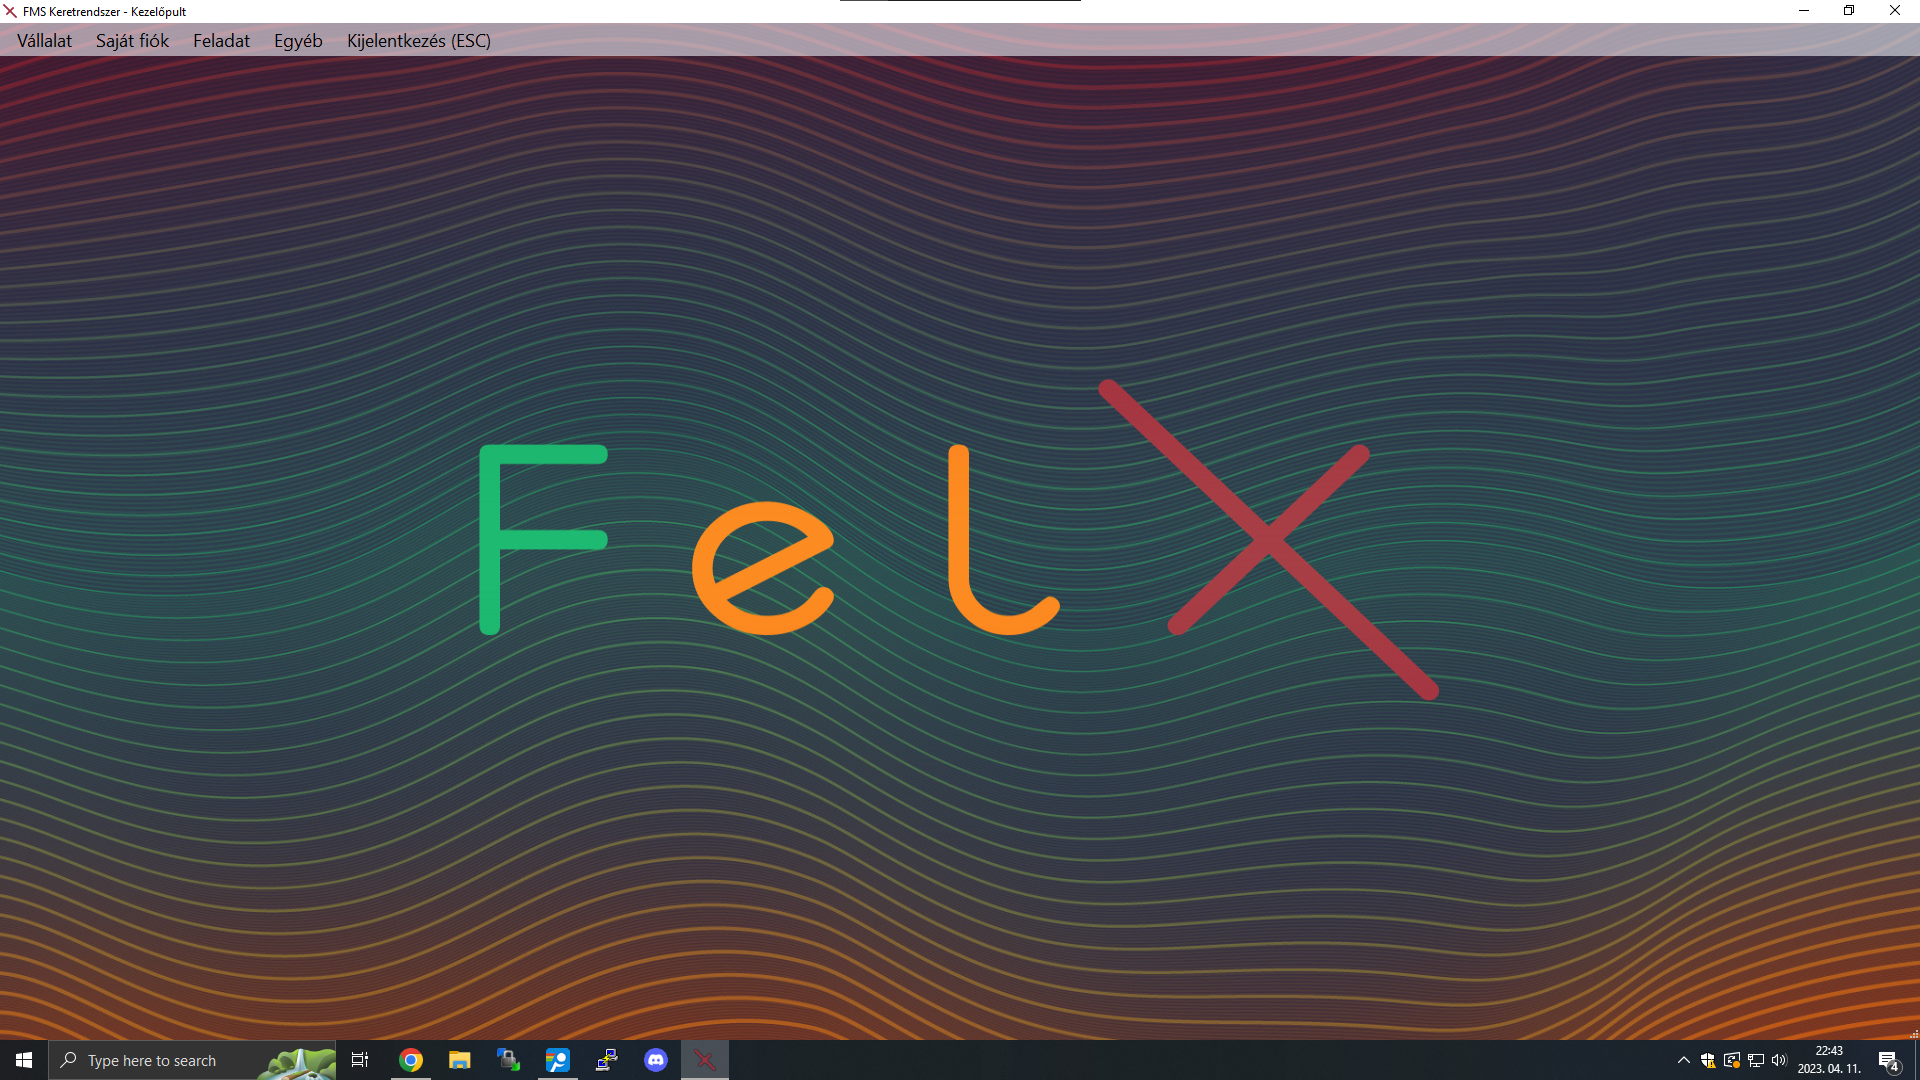 FMS Keretrendszer - Kezelőpult
Vállalat Saját fiók Feladat Egyéb Kijelentkezés (ESC)
FelX
Type here to search
22:43
2023. 04. 11.
4